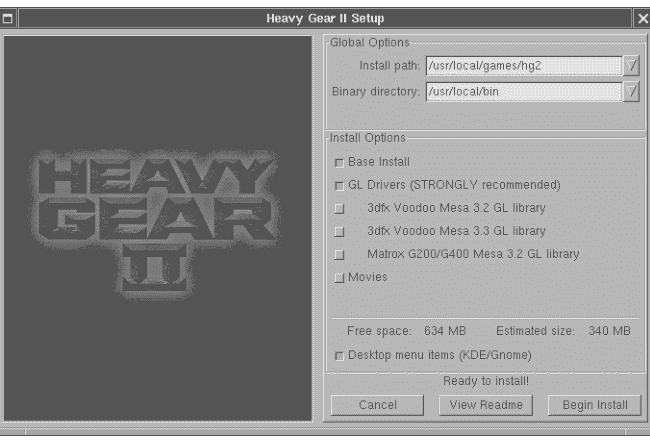 Heavy Gear II Setup
HEAVY
GEAR
II
Global Options
Install path: /usr/local/games/hg2
Binary directory: /usr/local/bin
Install Options
Base Install
GL Drivers (STRONGLY recommended)
3dfx Voodoo Mesa 3.2 GL library
3dfx Voodoo Mesa 3.3 GL library
Matrox G200/G400 Mesa 3.2 GL library
Movies
Free space: 634 MB Estimated size: 340 MB
Desktop menu items (KDE/Gnome)
Ready to install!
Cancel View Readme Begin Install